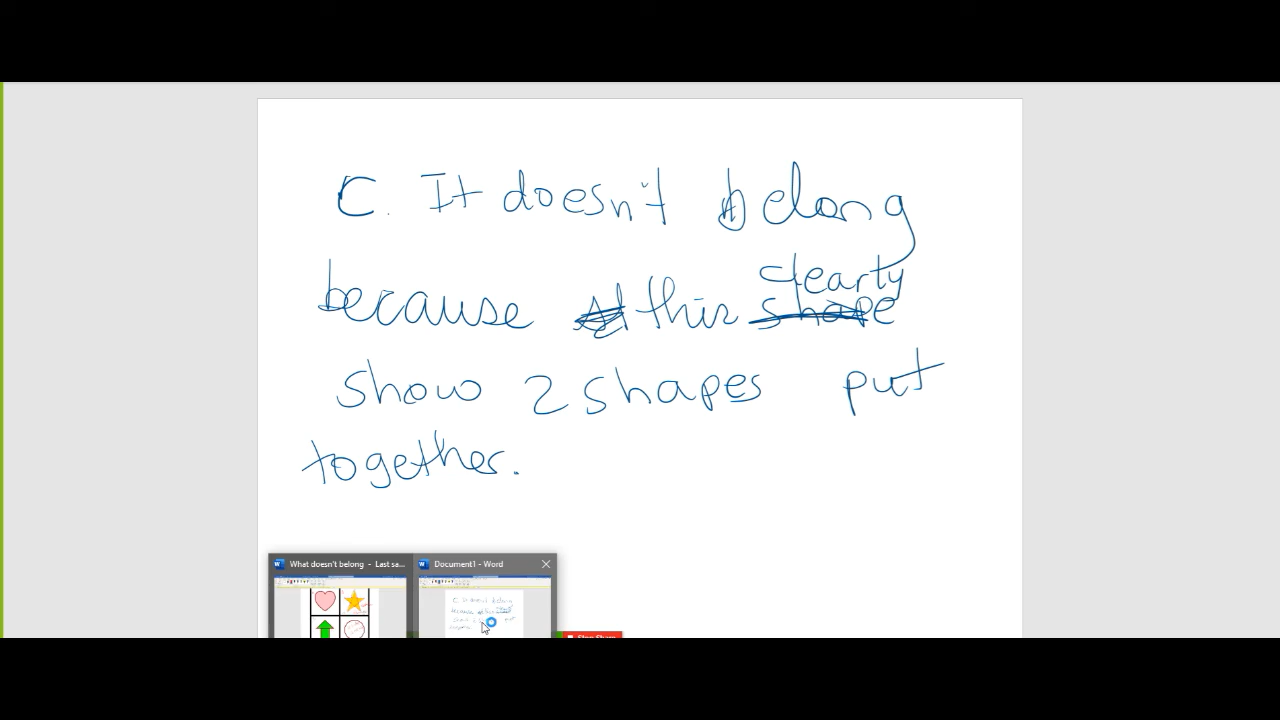 C. It doesn't belong
clearly
because this shape
show 2 shapes put
together.
What doesn't belong - Last sa...
Document1 - Word